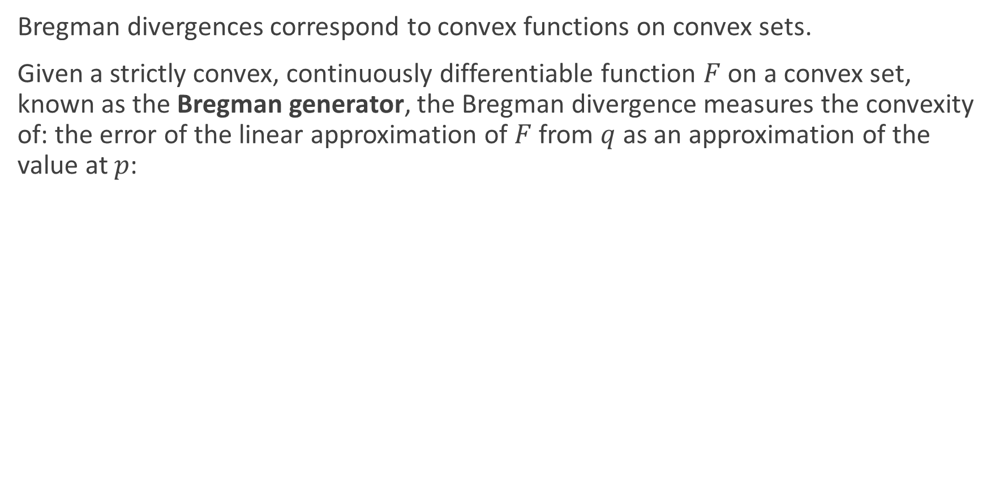 Bregman divergences correspond to convex functions on convex sets.
Given a strictly convex, continuously differentiable function F on a convex set,
known as the Bregman generator, the Bregman divergence measures the convexity
of: the error of the linear approximation of F from q as an approximation of the
value at p: